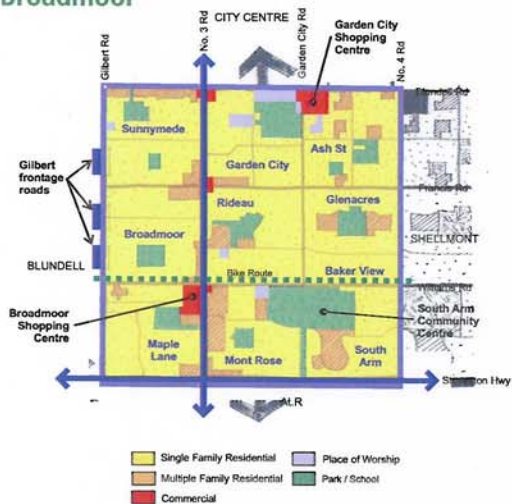 Broadmoor
CITY CENTRE
Gilbert Rd
No. 3 Rd
Garden City Rd
Garden City
Shopping
Centre
No. 4 Rd
Sunnymede
Ash St
Garden City
Gilbert
frontage
roads
Francis Rd
Rideau
Glenacres
Broadmoor
SHELLMONT
BLUNDELL
Bike Route
Baker View
Williams Rd
Broadmoor
Shopping
Centre
South Arm
Community
Centre
Maple
Lane
Mont Rose
South
Arm
Hwy
ALR
Single Family Residential
Multiple Family Residential
Commercial
Place of Worship
Park / School